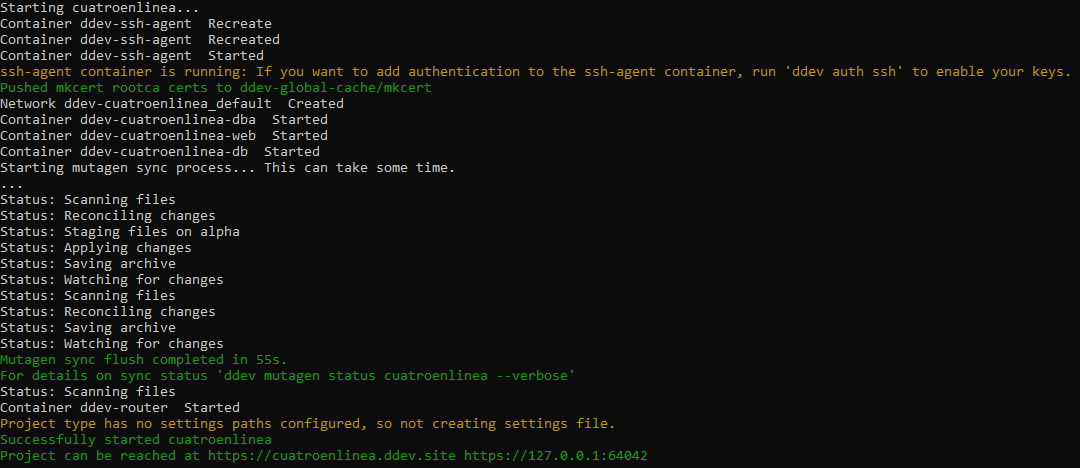 Starting cuatroenlinea...
Container ddev-ssh-agent  Recreate
Container ddev-ssh-agent  Recreated
Container ddev-ssh-agent  Started
ssh-agent container is running: If you want to add authentication to the ssh-agent container, run 'ddev auth ssh' to enable your keys.
Pushed mkcert rootca certs to ddev-global-cache/mkcert
Network ddev-cuatroenlinea_default  Created
Container ddev-cuatroenlinea-dba  Started
Container ddev-cuatroenlinea-web  Started
Container ddev-cuatroenlinea-db  Started
Starting mutagen sync process... This can take some time.
...
Status: Scanning files
Status: Reconciling changes
Status: Staging files on alpha
Status: Applying changes
Status: Saving archive
Status: Watching for changes
Status: Scanning files
Status: Reconciling changes
Status: Saving archive
Status: Watching for changes
Mutagen sync flush completed in 55s.
For details on sync status 'ddev mutagen status cuatroenlinea --verbose'
Status: Scanning files
Container ddev-router  Started
Project type has no settings paths configured, so not creating settings file.
Successfully started cuatroenlinea
Project can be reached at https://cuatroenlinea.ddev.site https://127.0.0.1:64042